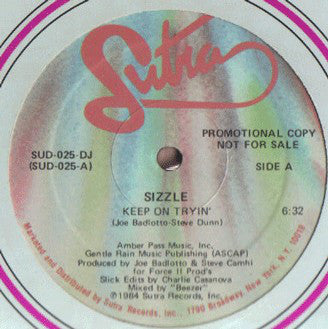 Sutra
PROMOTIONAL COPY
NOT FOR SALE
SUD-025-DJ
(SUD-025-A)
SIDE A
SIZZLE
KEEP ON TRYIN'
6:32
(Joe Badlotto-Steve Dunn)
Amber Pass Music, Inc.
Gentle Rain Music Publishing (ASCAP)
Produced by Joe Badlotto & Steve Camhi
for Force II Prod's
Slick Edits by Charlie Casanova
Mixed by "Beezer"
℗ 1984 Sutra Records, Inc.
Marketed and Distributed by Sutra Records, Inc., 1790 Broadway, New York, N.Y. 10019